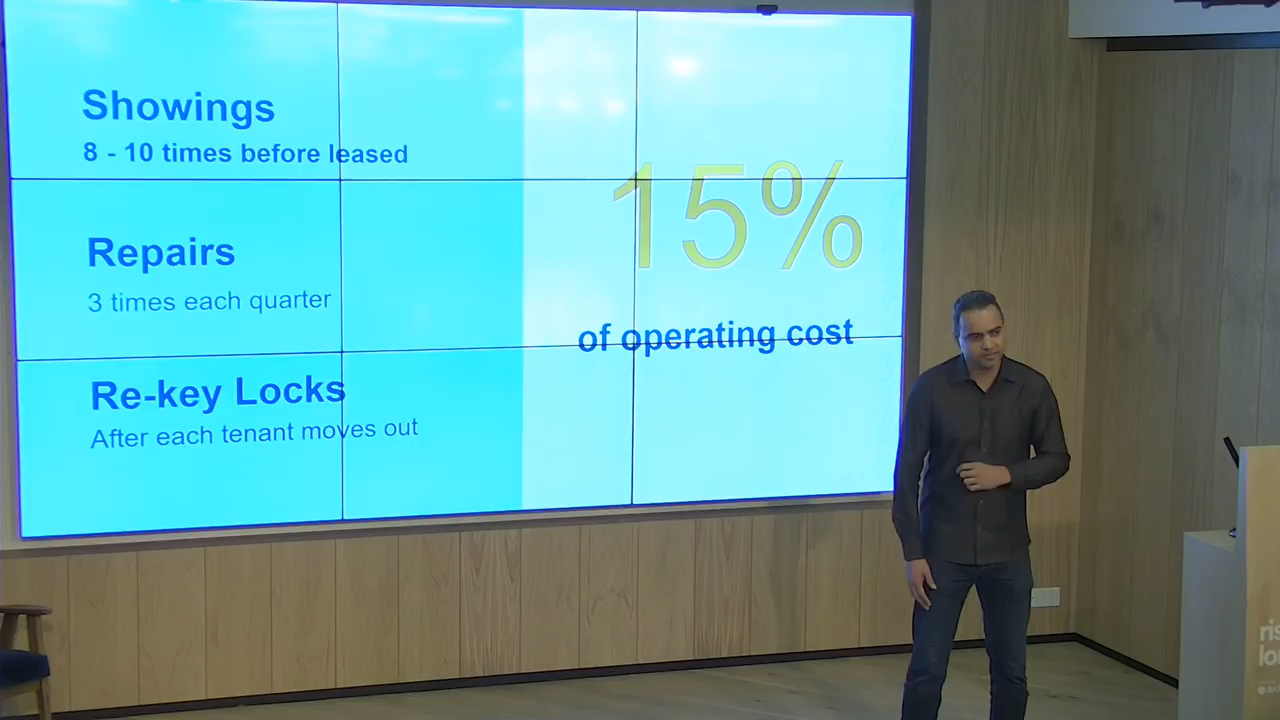 Showings
8 - 10 times before leased
Repairs
3 times each quarter
Re-key Locks
After each tenant moves out
15%
of operating cost